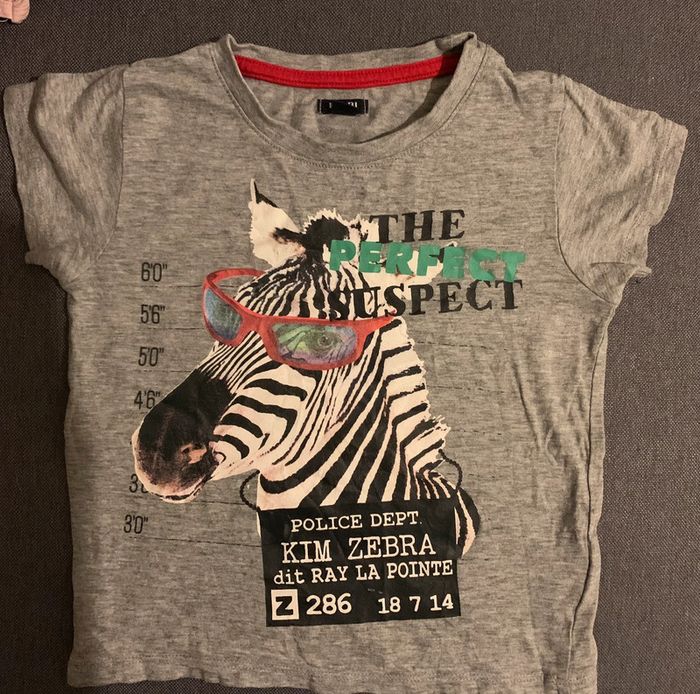 THE
PERFECT
SUSPECT
6'0"
5'6"
5'0"
4'6"
3'0"
POLICE DEPT.
KIM ZEBRA
dit RAY LA POINTE
Z 286 18 7 14